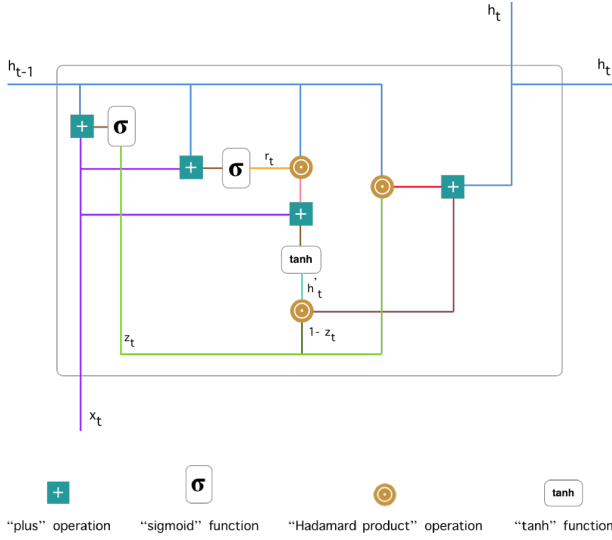 h_t
h_{t-1}
h_t
σ
σ
r_t
tanh
h'_t
z_t
1- z_t
x_t
σ
tanh
“plus” operation
“sigmoid” function
“Hadamard product” operation
“tanh” function